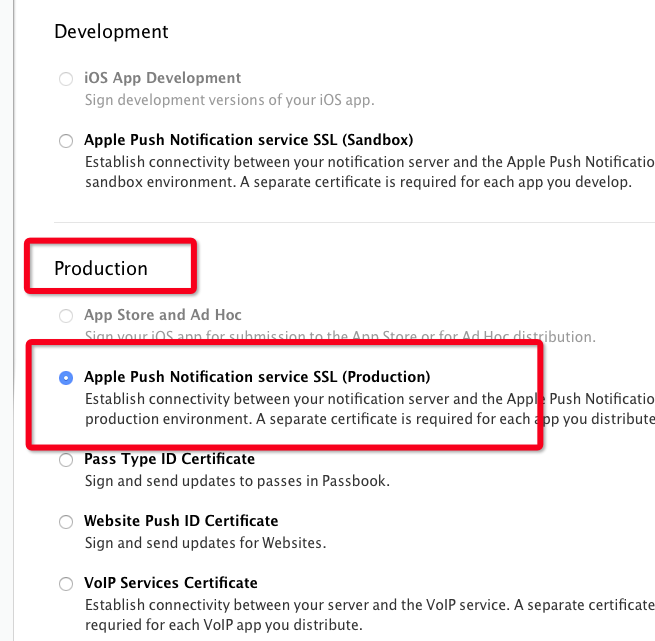 Development
iOS App Development
Sign development versions of your iOS app.
Apple Push Notification service SSL (Sandbox)
Establish connectivity between your notification server and the Apple Push Notificatio
sandbox environment. A separate certificate is required for each app you develop.
Production
App Store and Ad Hoc
Sign your iOS app for submission to the App Store or for Ad Hoc distribution.
Apple Push Notification service SSL (Production)
Establish connectivity between your notification server and the Apple Push Notificatio
production environment. A separate certificate is required for each app you distribute
Pass Type ID Certificate
Sign and send updates to passes in Passbook.
Website Push ID Certificate
Sign and send updates for Websites.
VoIP Services Certificate
Establish connectivity between your server and the VoIP service. A separate certificate
requried for each VoIP app you distribute.